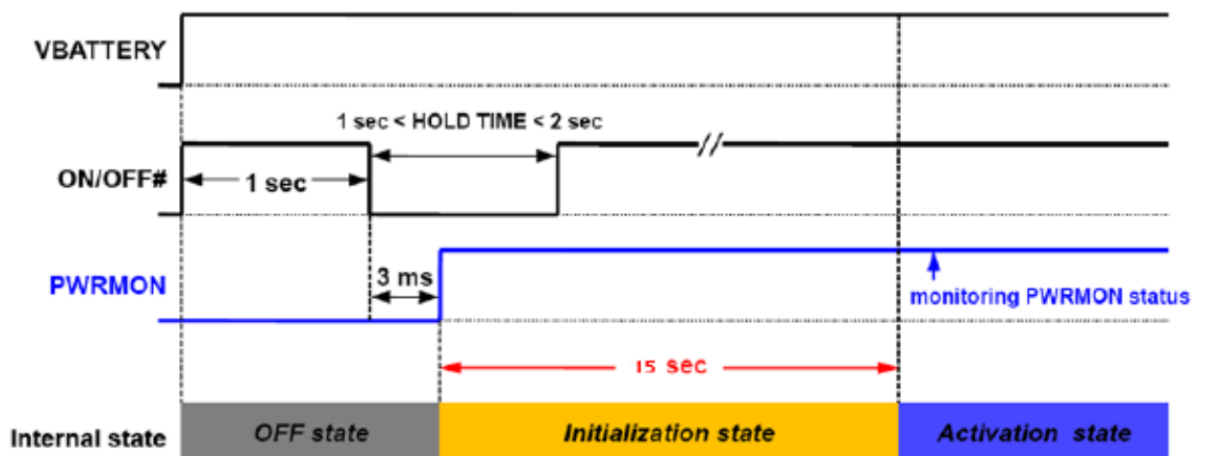 VBATTERY
1 sec < HOLD TIME < 2 sec
ON/OFF#
1 sec
PWRMON
3 ms
monitoring PWRMON status
15 sec
Internal state
OFF state
Initialization state
Activation state